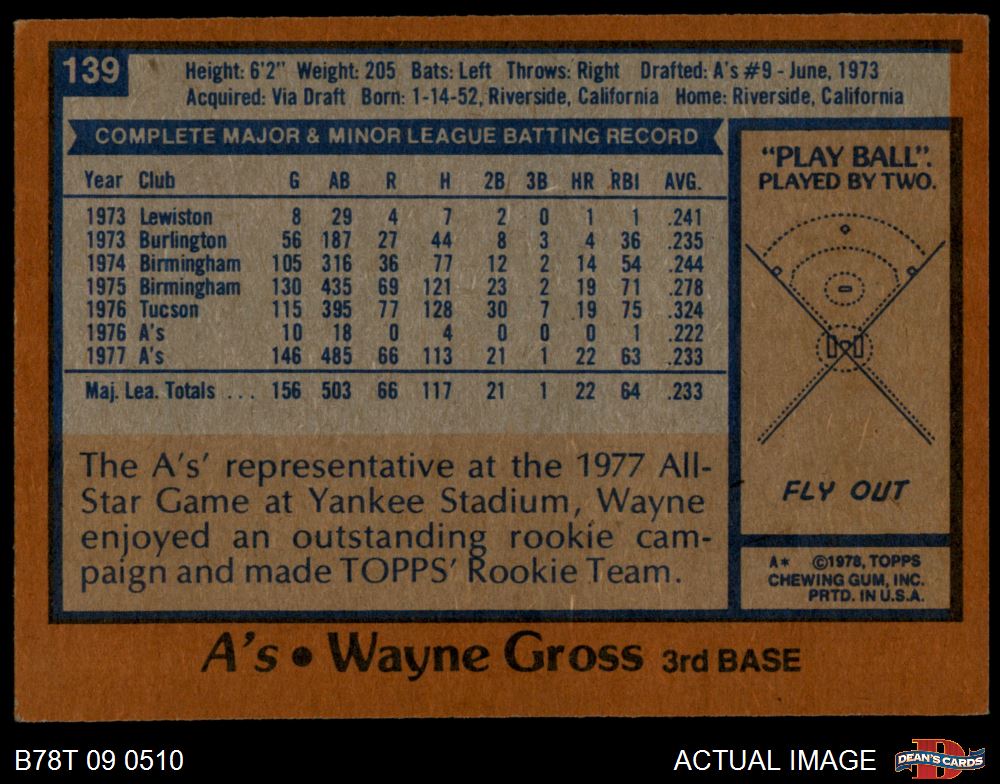 139
Height: 6'2" Weight: 205 Bats: Left Throws: Right Drafted: A's #9 - June, 1973
Acquired: Via Draft Born: 1-14-52, Riverside, California Home: Riverside, California
COMPLETE MAJOR & MINOR LEAGUE BATTING RECORD
Year Club G AB R H 2B 3B HR RBI AVG.
1973 Lewiston 8 29 4 7 2 0 1 1 .241
1973 Burlington 56 187 27 44 8 3 4 36 .235
1974 Birmingham 105 316 36 77 12 2 14 54 .244
1975 Birmingham 130 435 69 121 23 2 19 71 .278
1976 Tucson 115 395 77 128 30 7 19 75 .324
1976 A's 10 18 0 4 0 0 0 1 .222
1977 A's 146 485 66 113 21 1 22 63 .233
Maj. Lea. Totals ... 156 503 66 117 21 1 22 64 .233
The A's' representative at the 1977 All-
Star Game at Yankee Stadium, Wayne
enjoyed an outstanding rookie cam-
paign and made TOPPS' Rookie Team.
"PLAY BALL".
PLAYED BY TWO.
FLY OUT
A* ©1978, TOPPS
CHEWING GUM, INC.
PRTD. IN U.S.A.
A's • Wayne Gross 3rd BASE
B78T 09 0510
ACTUAL IMAGE
D
DEAN'S CARDS